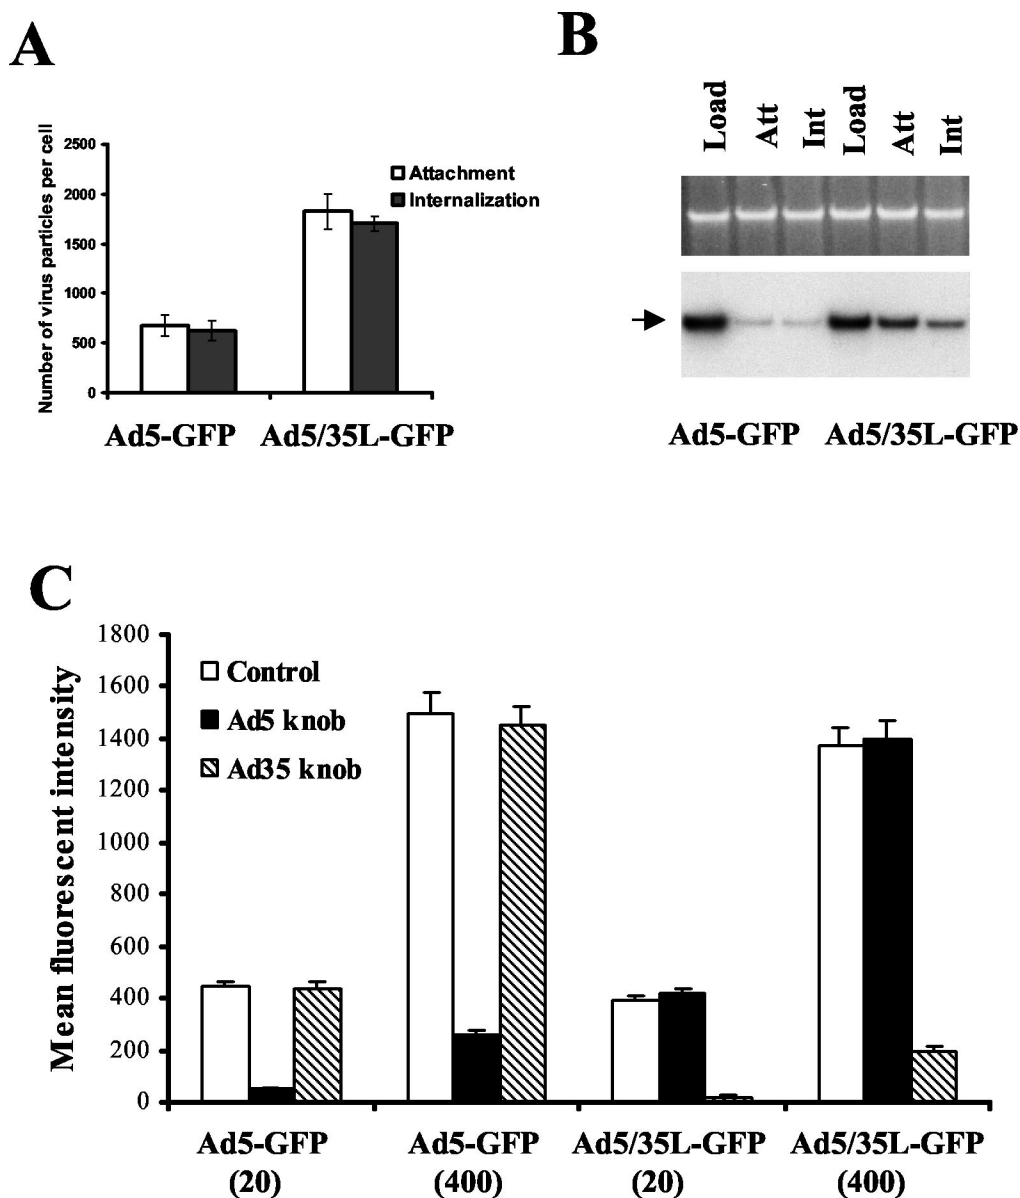 A
Number of virus particles per cell
2500
2000
1500
1000
500
0
Attachment
Internalization
Ad5-GFP Ad5/35L-GFP
B
Load Att Int Load Att Int
Ad5-GFP Ad5/35L-GFP
C
Mean fluorescent intensity
1800
1600
1400
1200
1000
800
600
400
200
0
Control
Ad5 knob
Ad35 knob
Ad5-GFP Ad5-GFP Ad5/35L-GFP Ad5/35L-GFP
(20) (400) (20) (400)